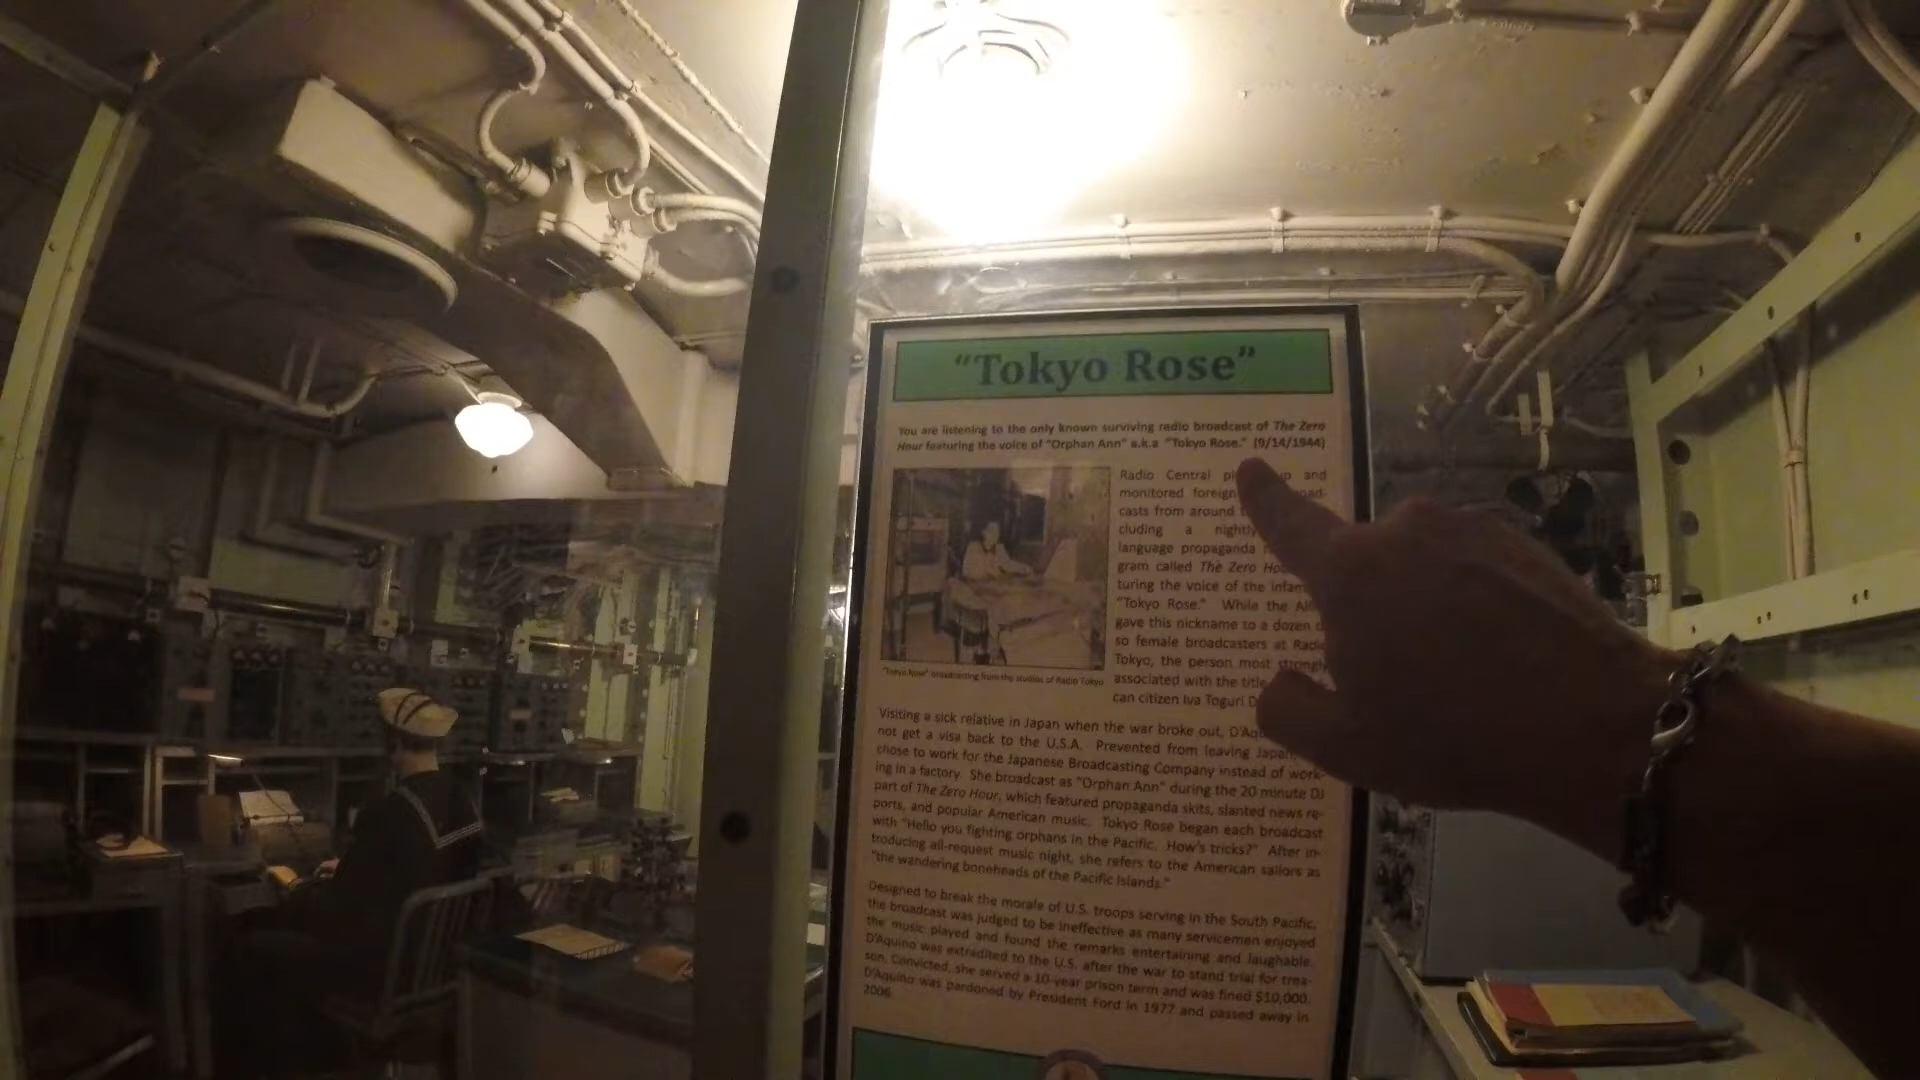 “Tokyo Rose”
You are listening to the only known surviving radio broadcast of The Zero
Hour featuring the voice of “Orphan Ann” a.k.a “Tokyo Rose.” (9/14/1944)
Radio Central and
monitored foreign
casts from around
cluding a nightly
language propaganda
gram called The Zero
turing the voice of the
“Tokyo Rose.” While the
gave this nickname to a dozen
so female broadcasters at Radio
Tokyo, the person most strongly
associated with the title
can citizen Iva Toguri
“Tokyo Rose” broadcasting from the studios of Radio Tokyo
Visiting a sick relative in Japan when the war broke out,
not get a visa back to the U.S.A. Prevented from leaving
chose to work for the Japanese Broadcasting Company instead of work-
ing in a factory. She broadcast as “Orphan Ann” during the 20 minute DJ
part of The Zero Hour, which featured propaganda skits, slanted news re-
ports, and popular American music. Tokyo Rose began each broadcast
with “Hello you fighting orphans in the Pacific. How’s tricks?” After in-
troducing all-request music night, she refers to the American sailors as
“the wandering boneheads of the Pacific Islands.”
Designed to break the morale of U.S. troops serving in the South Pacific,
the broadcast was judged to be ineffective as many servicemen enjoyed
the music played and found the remarks entertaining and laughable.
D’Aquino was extradited to the U.S. after the war to stand trial for trea-
son. Convicted, she served a 10-year prison term and was fined $10,000.
D’Aquino was pardoned by President Ford in 1977 and passed away in
2006.